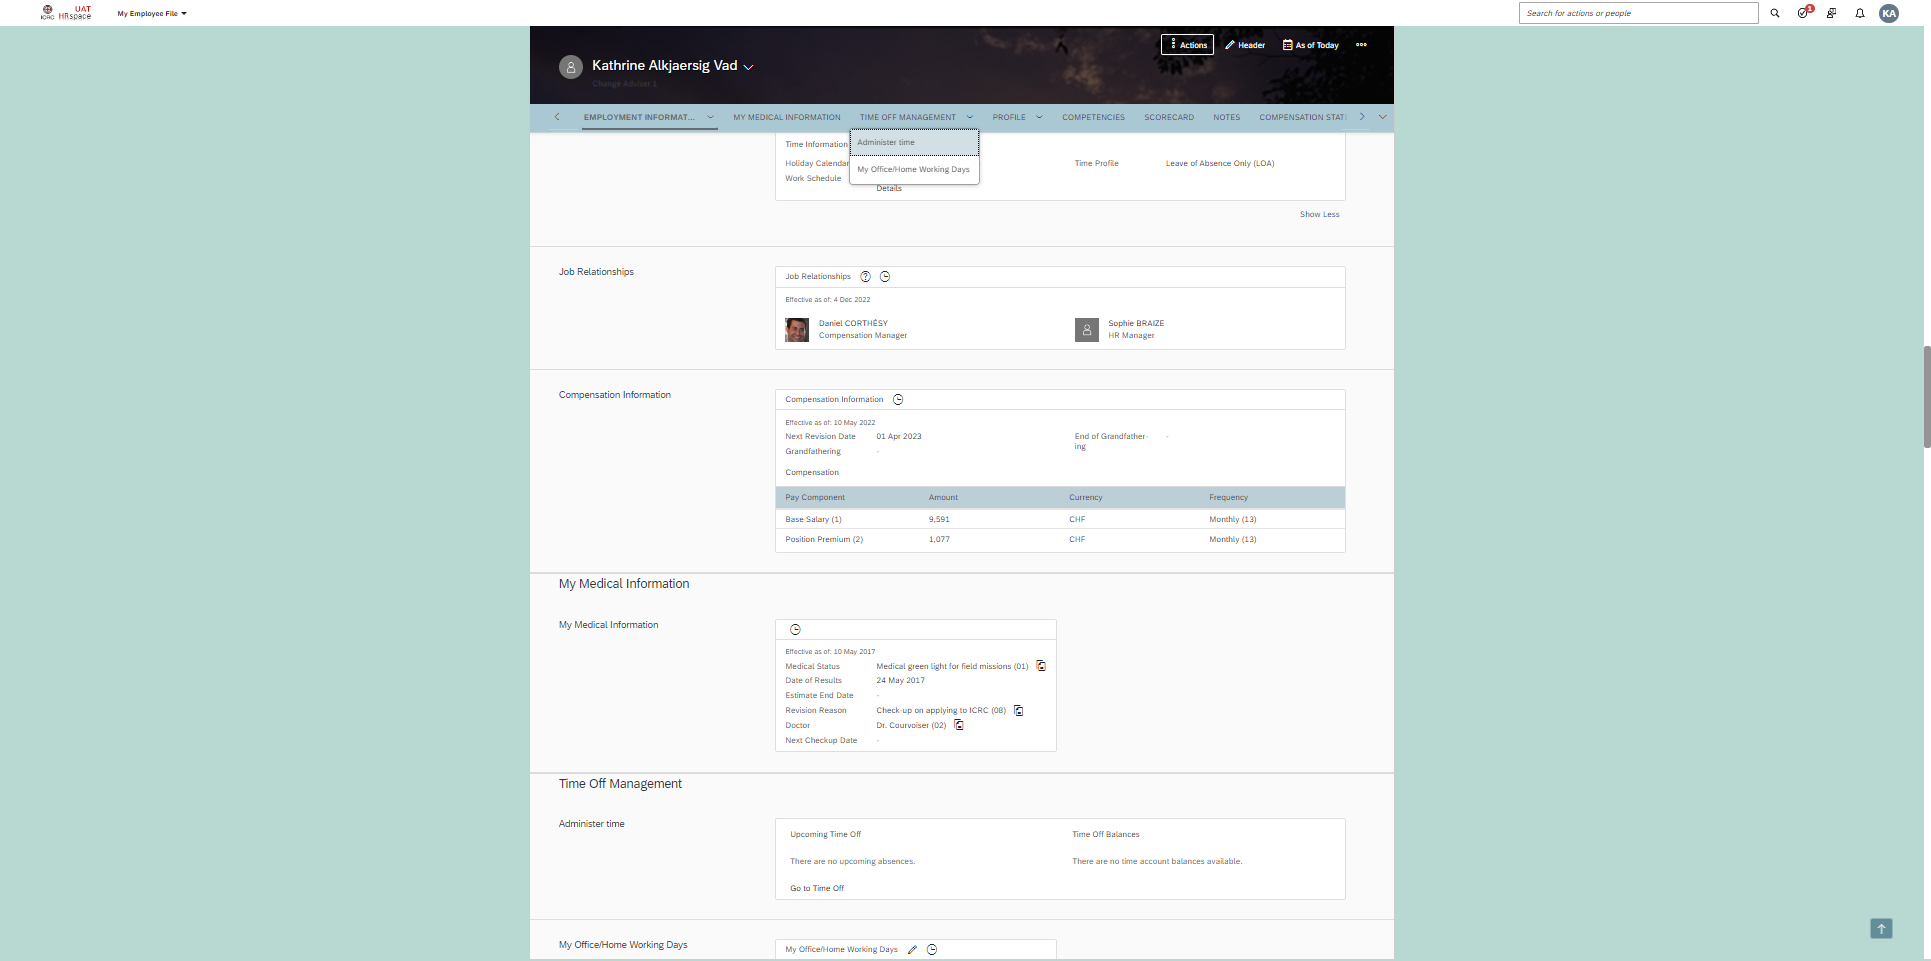 ICRC
UAT
HRspace
My Employee File
Search for actions or people
1
KA
Actions
Header
As of Today
Kathrine Alkjaersig Vad
Change Adviser 1
EMPLOYMENT INFORMAT...
MY MEDICAL INFORMATION
TIME OFF MANAGEMENT
PROFILE
COMPETENCIES
SCORECARD
NOTES
COMPENSATION STAT
Administer time
My Office/Home Working Days
Time Information
Holiday Calendar
Time Profile
Leave of Absence Only (LOA)
Work Schedule
Details
Show Less
Job Relationships
Job Relationships
Effective as of: 4 Dec 2022
Daniel CORTHÉSY
Compensation Manager
Sophie BRAIZE
HR Manager
Compensation Information
Compensation Information
Effective as of: 10 May 2022
Next Revision Date 01 Apr 2023
End of Grandfather-
ing
-
Grandfathering -
Compensation
Pay Component Amount Currency Frequency
Base Salary (1) 9,591 CHF Monthly (13)
Position Premium (2) 1,077 CHF Monthly (13)
My Medical Information
My Medical Information
Effective as of: 10 May 2017
Medical Status Medical green light for field missions (01)
Date of Results 24 May 2017
Estimate End Date -
Revision Reason Check-up on applying to ICRC (08)
Doctor Dr. Courvoiser (02)
Next Checkup Date -
Time Off Management
Administer time
Upcoming Time Off
Time Off Balances
There are no upcoming absences.
There are no time account balances available.
Go to Time Off
My Office/Home Working Days
My Office/Home Working Days